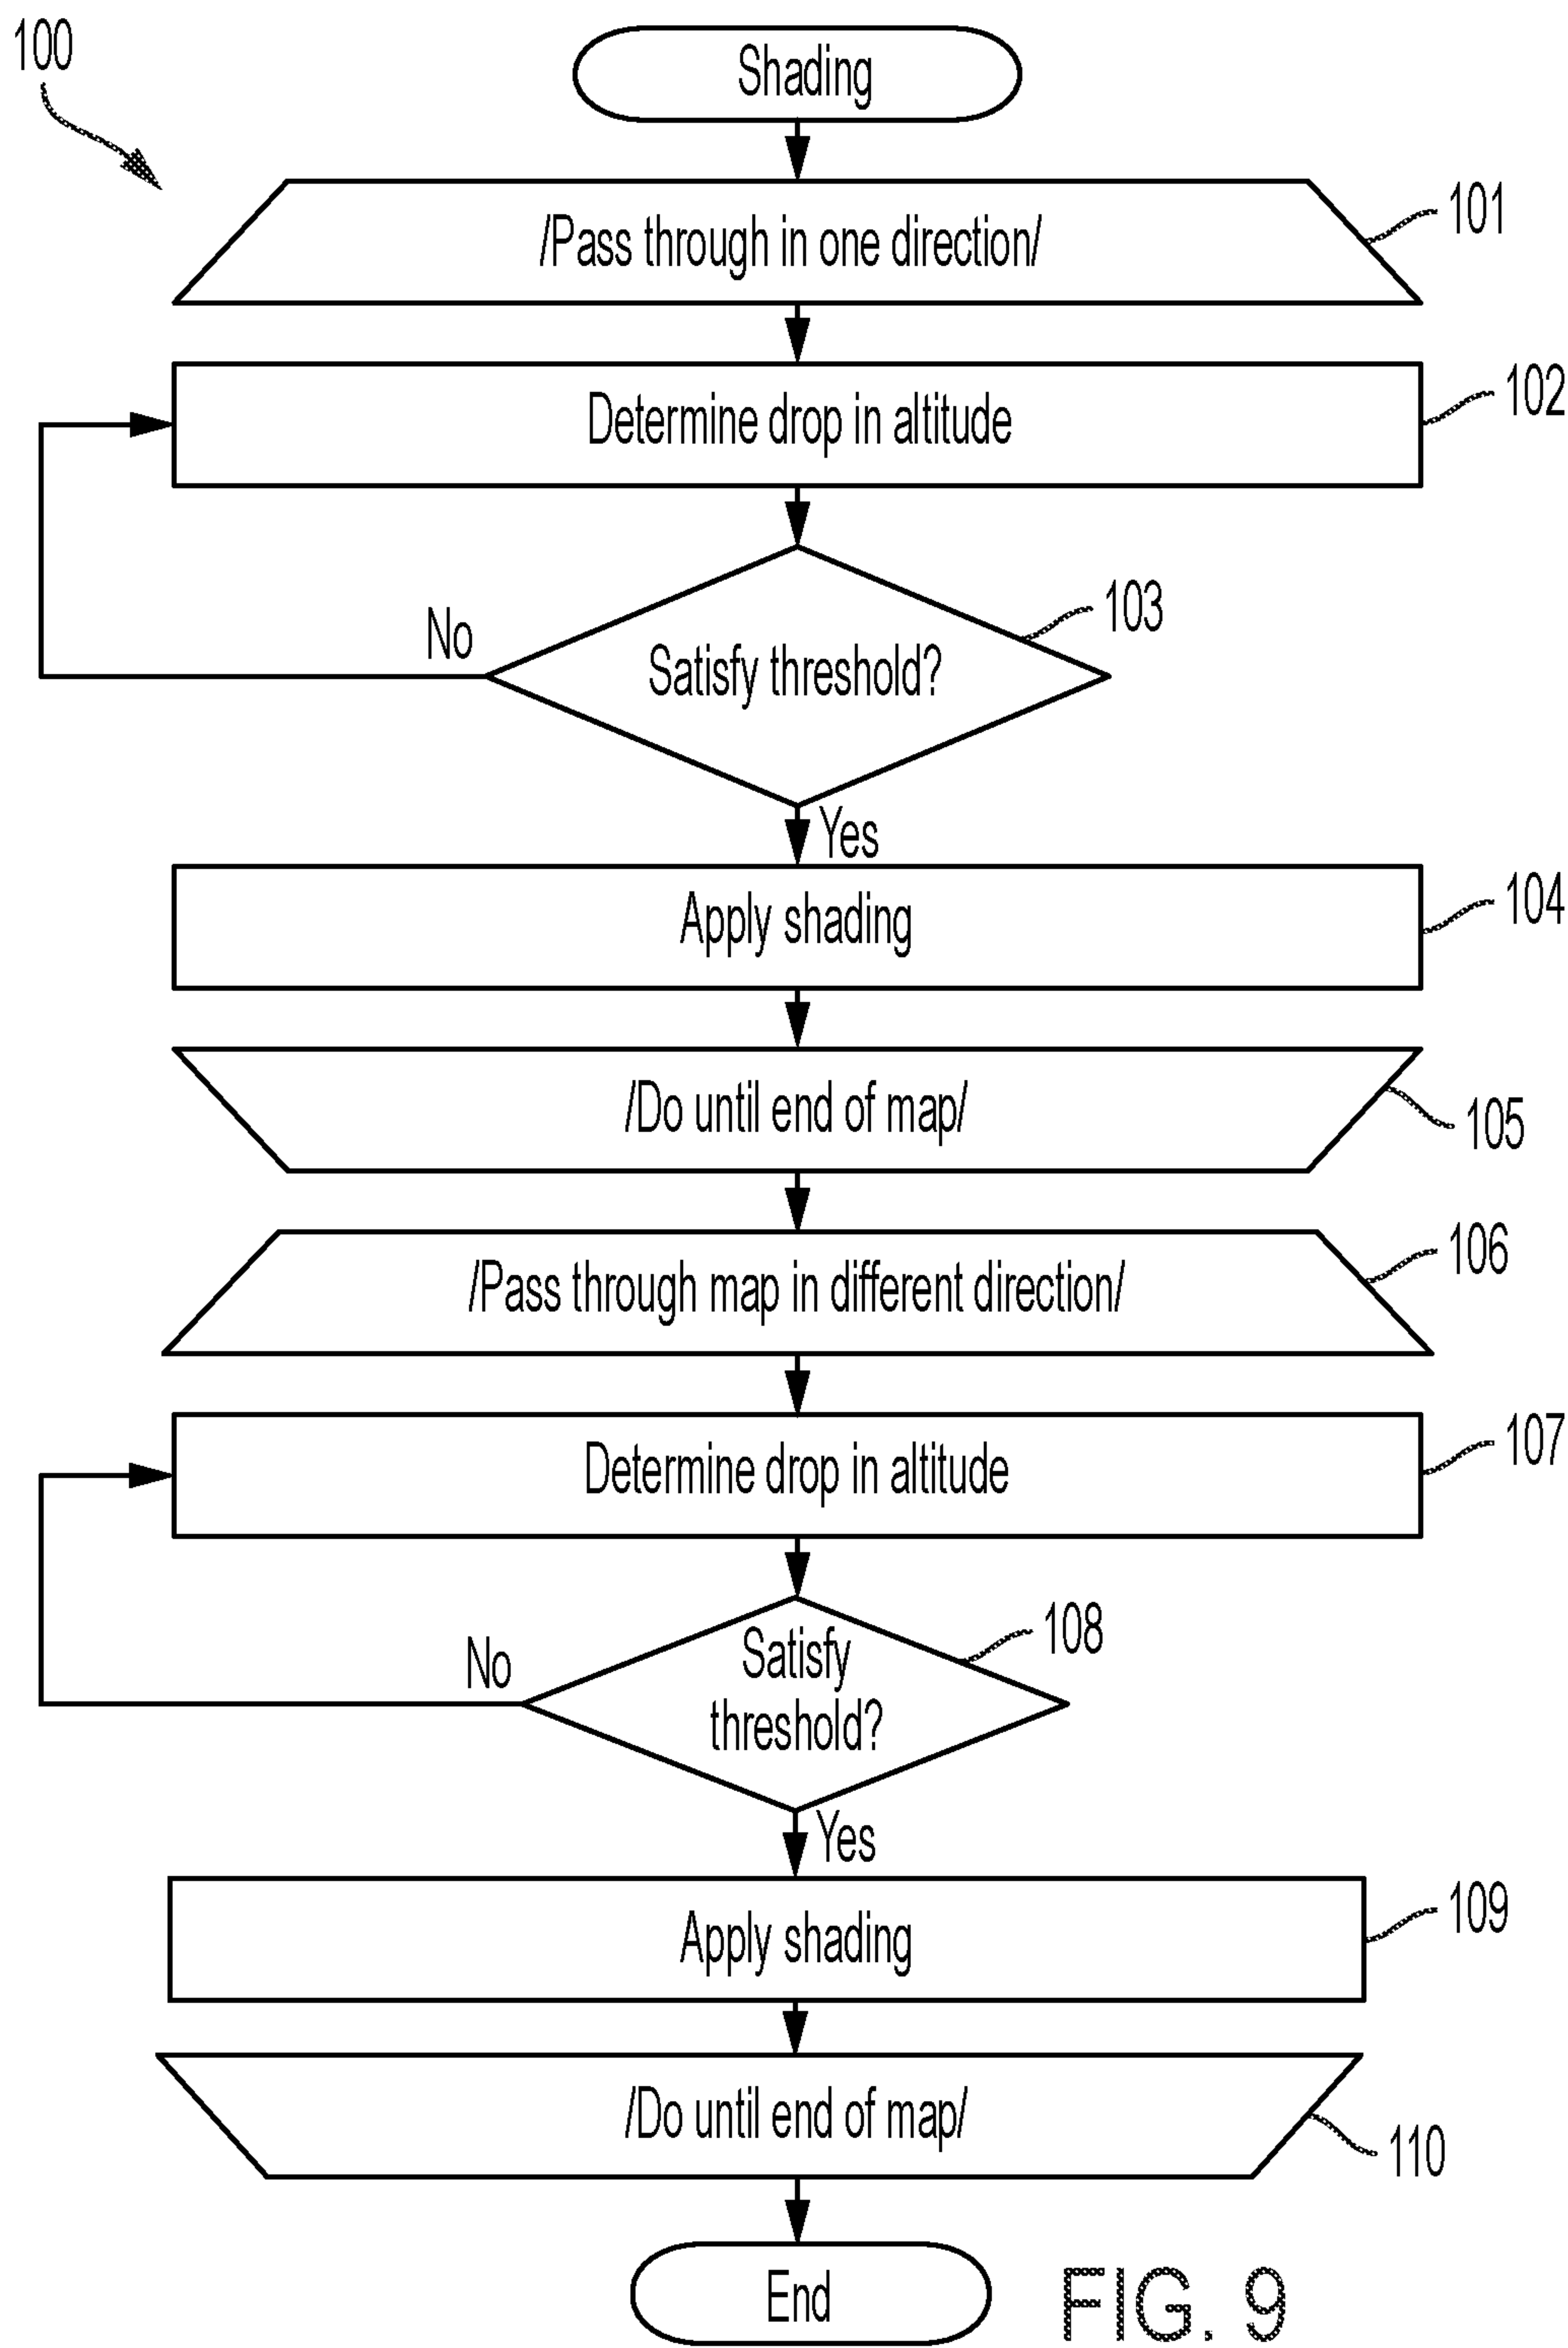 100
Shading
/Pass through in one direction/
101
Determine drop in altitude
102
Satisfy threshold?
103
No
Yes
Apply shading
104
/Do until end of map/
105
/Pass through map in different direction/
106
Determine drop in altitude
107
Satisfy
threshold?
108
No
Yes
Apply shading
109
/Do until end of map/
110
End
FIG. 9